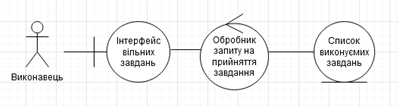 Виконавець
Інтерфейс
вільних
завдань
Обробник
запиту на
прийняття
завдання
Список
виконуємих
завдань